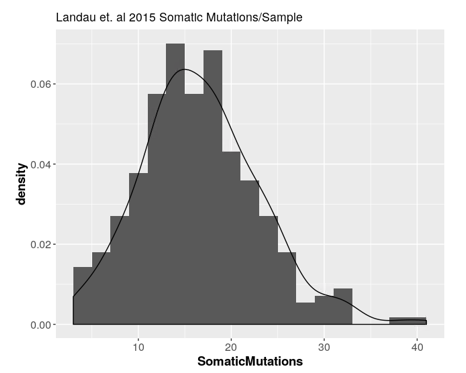 Landau et. al 2015 Somatic Mutations/Sample
density
0.06
0.04
0.02
0.00
10 20 30 40
SomaticMutations